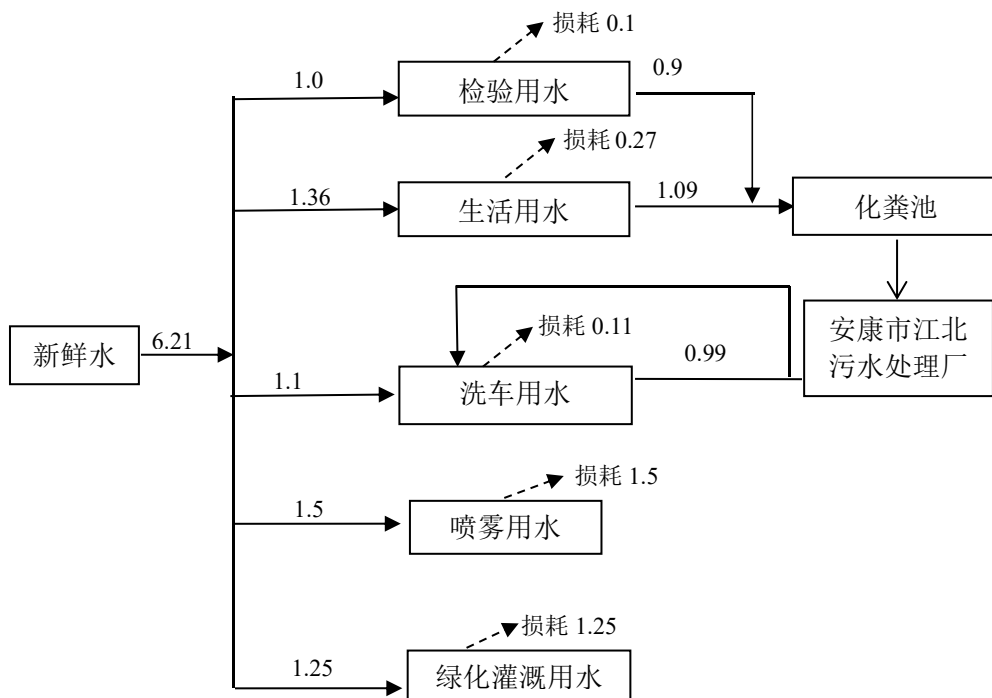 损耗 0.1
1.0
检验用水
0.9
损耗 0.27
1.36
生活用水
1.09
化粪池
新鲜水
6.21
损耗 0.11
1.1
洗车用水
0.99
安康市江北
污水处理厂
损耗 1.5
1.5
喷雾用水
损耗 1.25
1.25
绿化灌溉用水